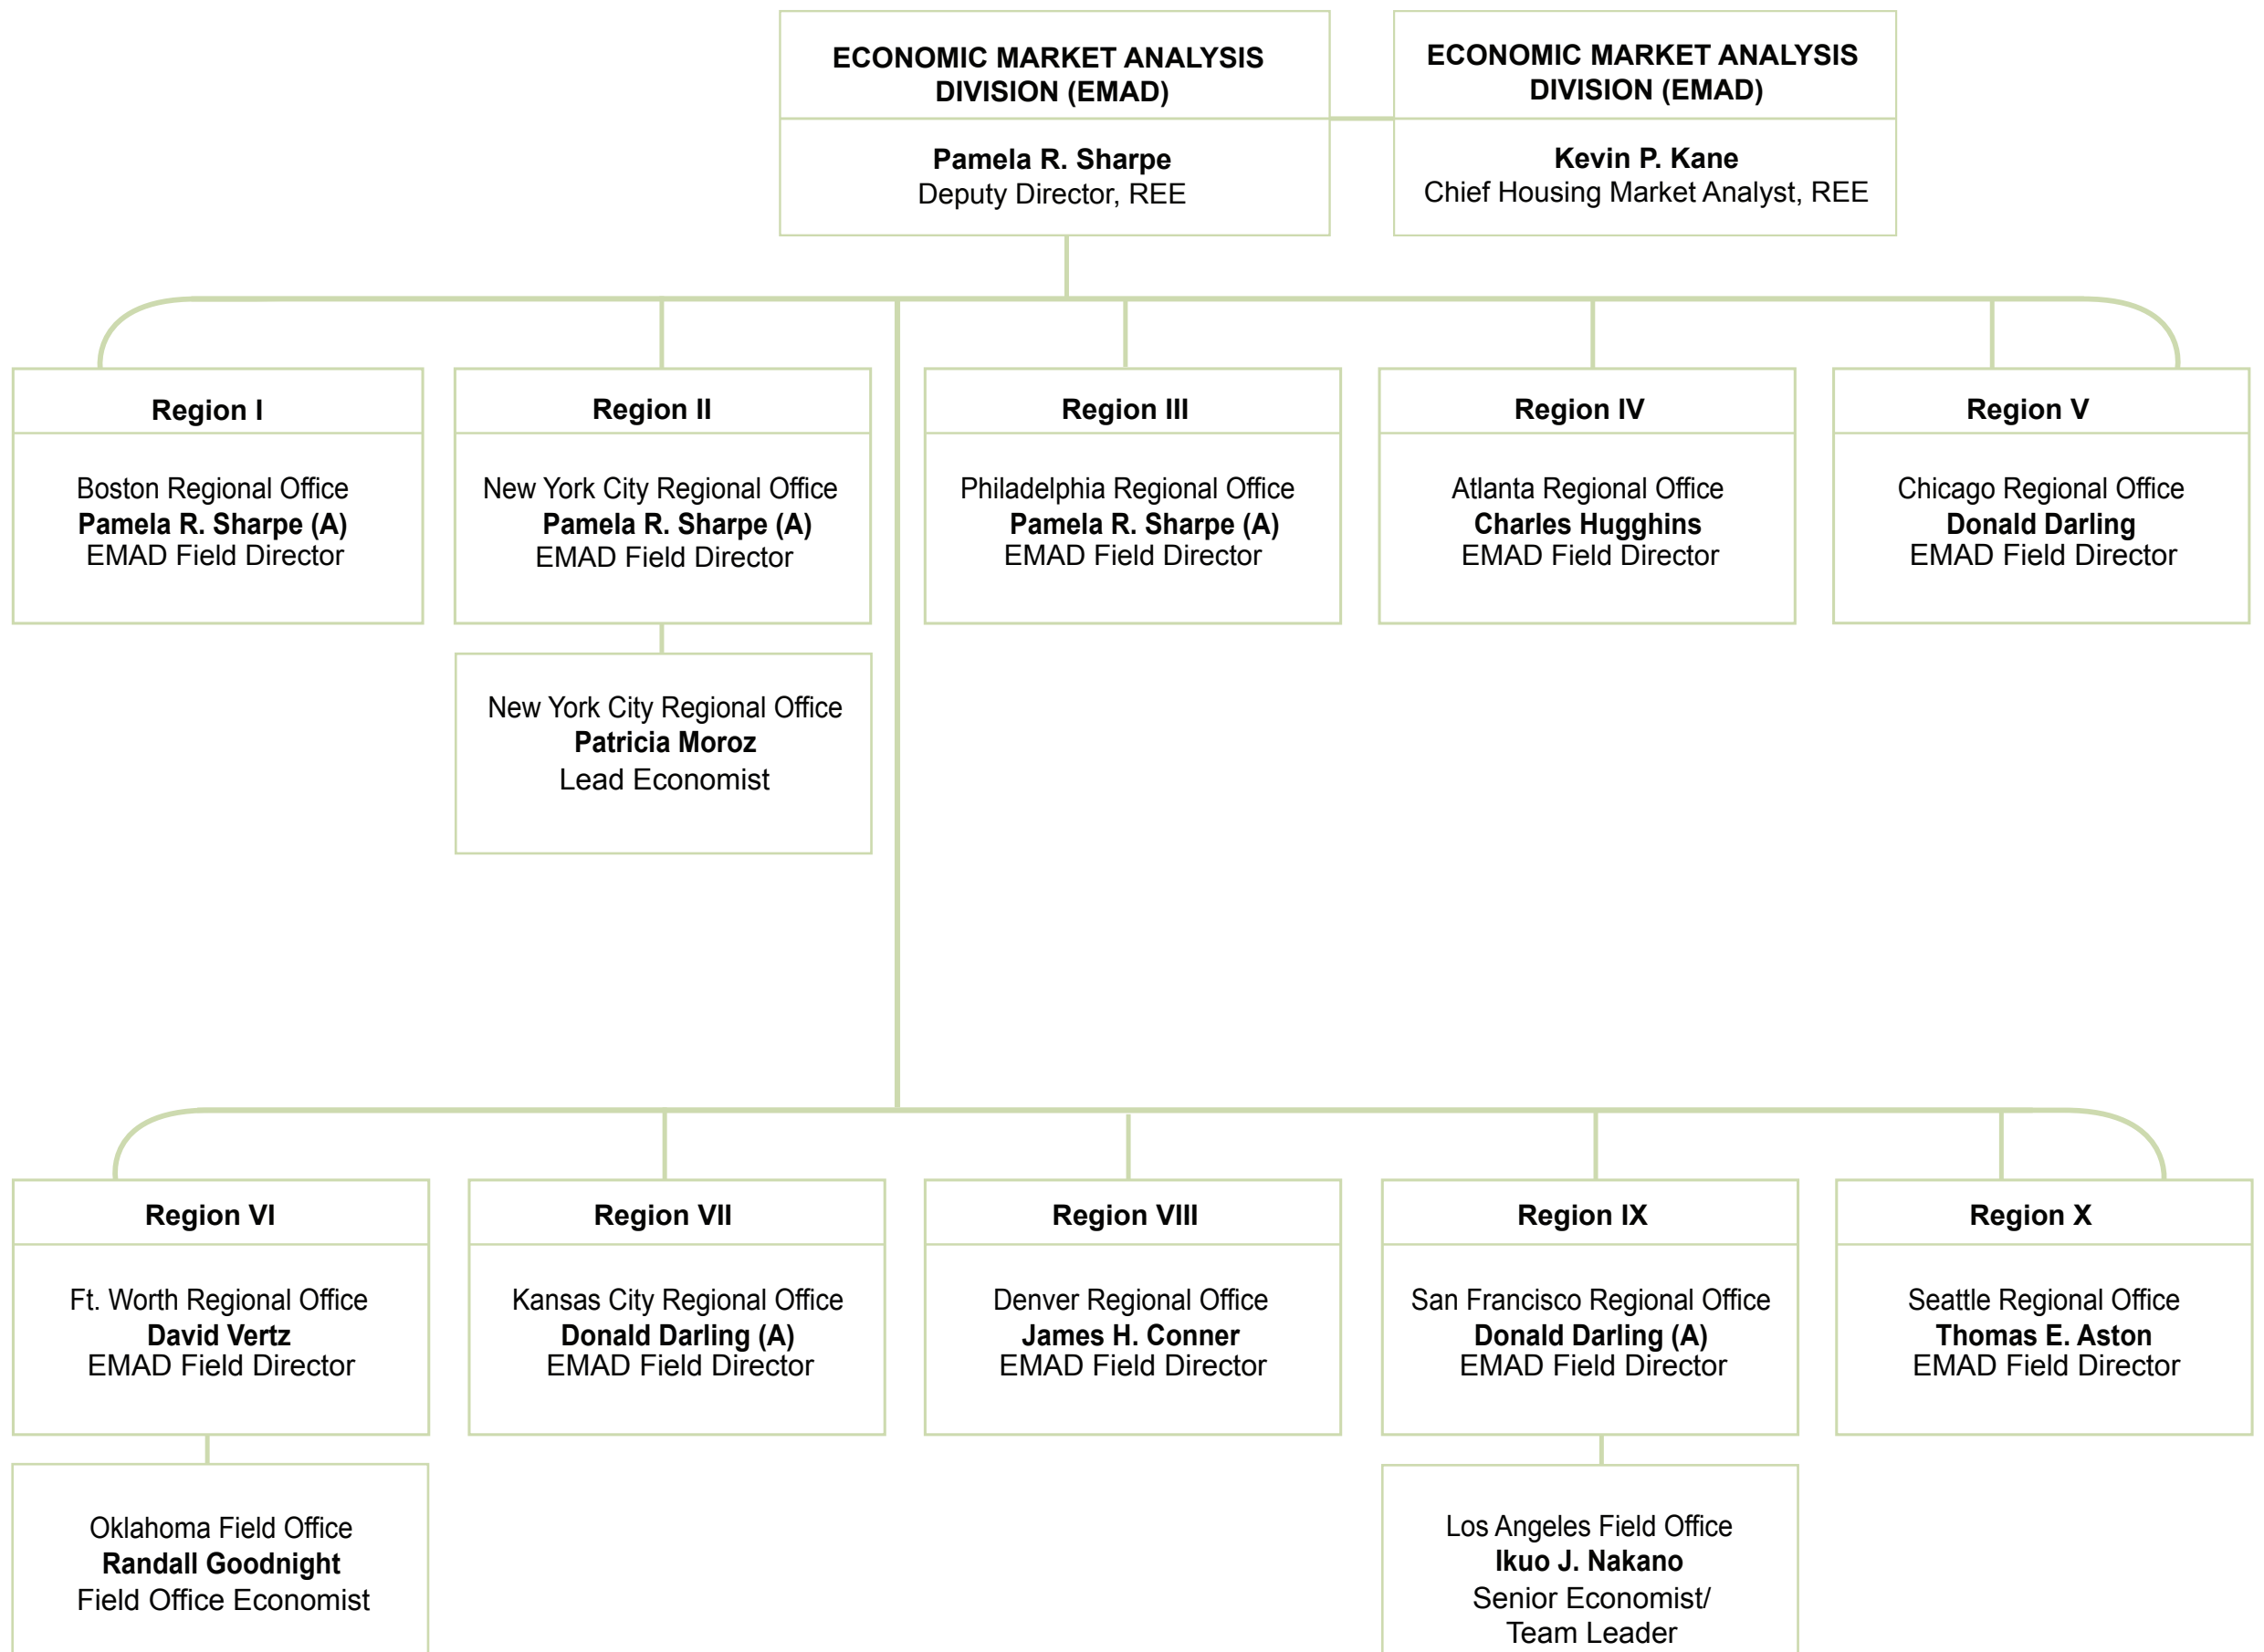 ECONOMIC MARKET ANALYSIS
DIVISION (EMAD)
Pamela R. Sharpe
Deputy Director, REE
ECONOMIC MARKET ANALYSIS
DIVISION (EMAD)
Kevin P. Kane
Chief Housing Market Analyst, REE
Region I
Boston Regional Office
Pamela R. Sharpe (A)
EMAD Field Director
Region II
New York City Regional Office
Pamela R. Sharpe (A)
EMAD Field Director
New York City Regional Office
Patricia Moroz
Lead Economist
Region III
Philadelphia Regional Office
Pamela R. Sharpe (A)
EMAD Field Director
Region IV
Atlanta Regional Office
Charles Hugghins
EMAD Field Director
Region V
Chicago Regional Office
Donald Darling
EMAD Field Director
Region VI
Ft. Worth Regional Office
David Vertz
EMAD Field Director
Oklahoma Field Office
Randall Goodnight
Field Office Economist
Region VII
Kansas City Regional Office
Donald Darling (A)
EMAD Field Director
Region VIII
Denver Regional Office
James H. Conner
EMAD Field Director
Region IX
San Francisco Regional Office
Donald Darling (A)
EMAD Field Director
Los Angeles Field Office
Ikuo J. Nakano
Senior Economist/
Team Leader
Region X
Seattle Regional Office
Thomas E. Aston
EMAD Field Director